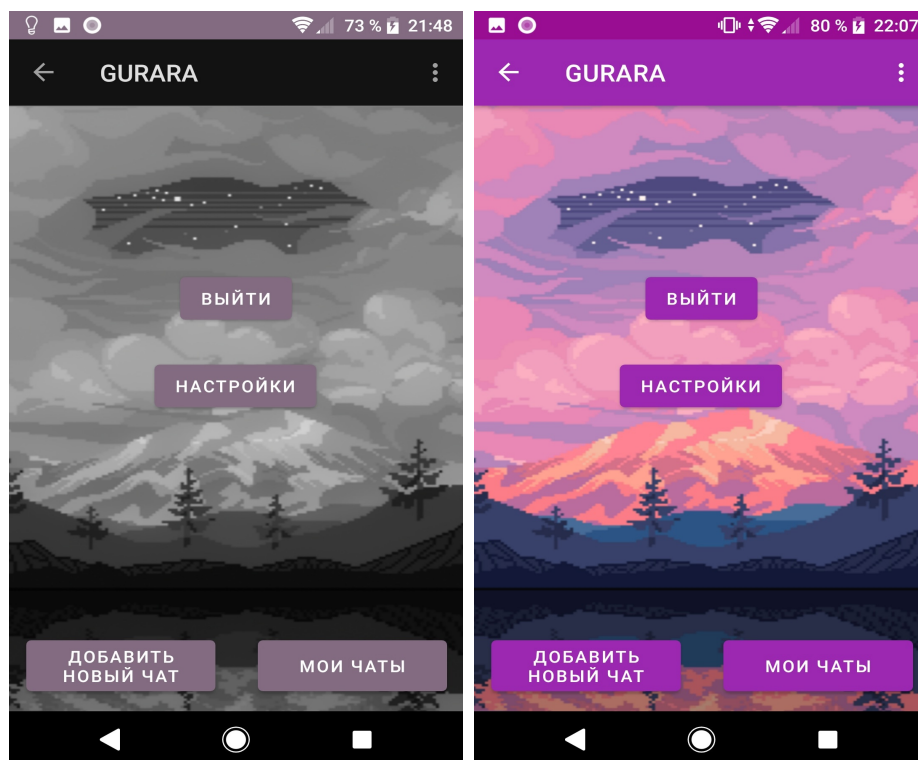 73 % 21:48
GURARA
ВЫЙТИ
НАСТРОЙКИ
ДОБАВИТЬ
НОВЫЙ ЧАТ
МОИ ЧАТЫ
80 % 22:07
GURARA
ВЫЙТИ
НАСТРОЙКИ
ДОБАВИТЬ
НОВЫЙ ЧАТ
МОИ ЧАТЫ